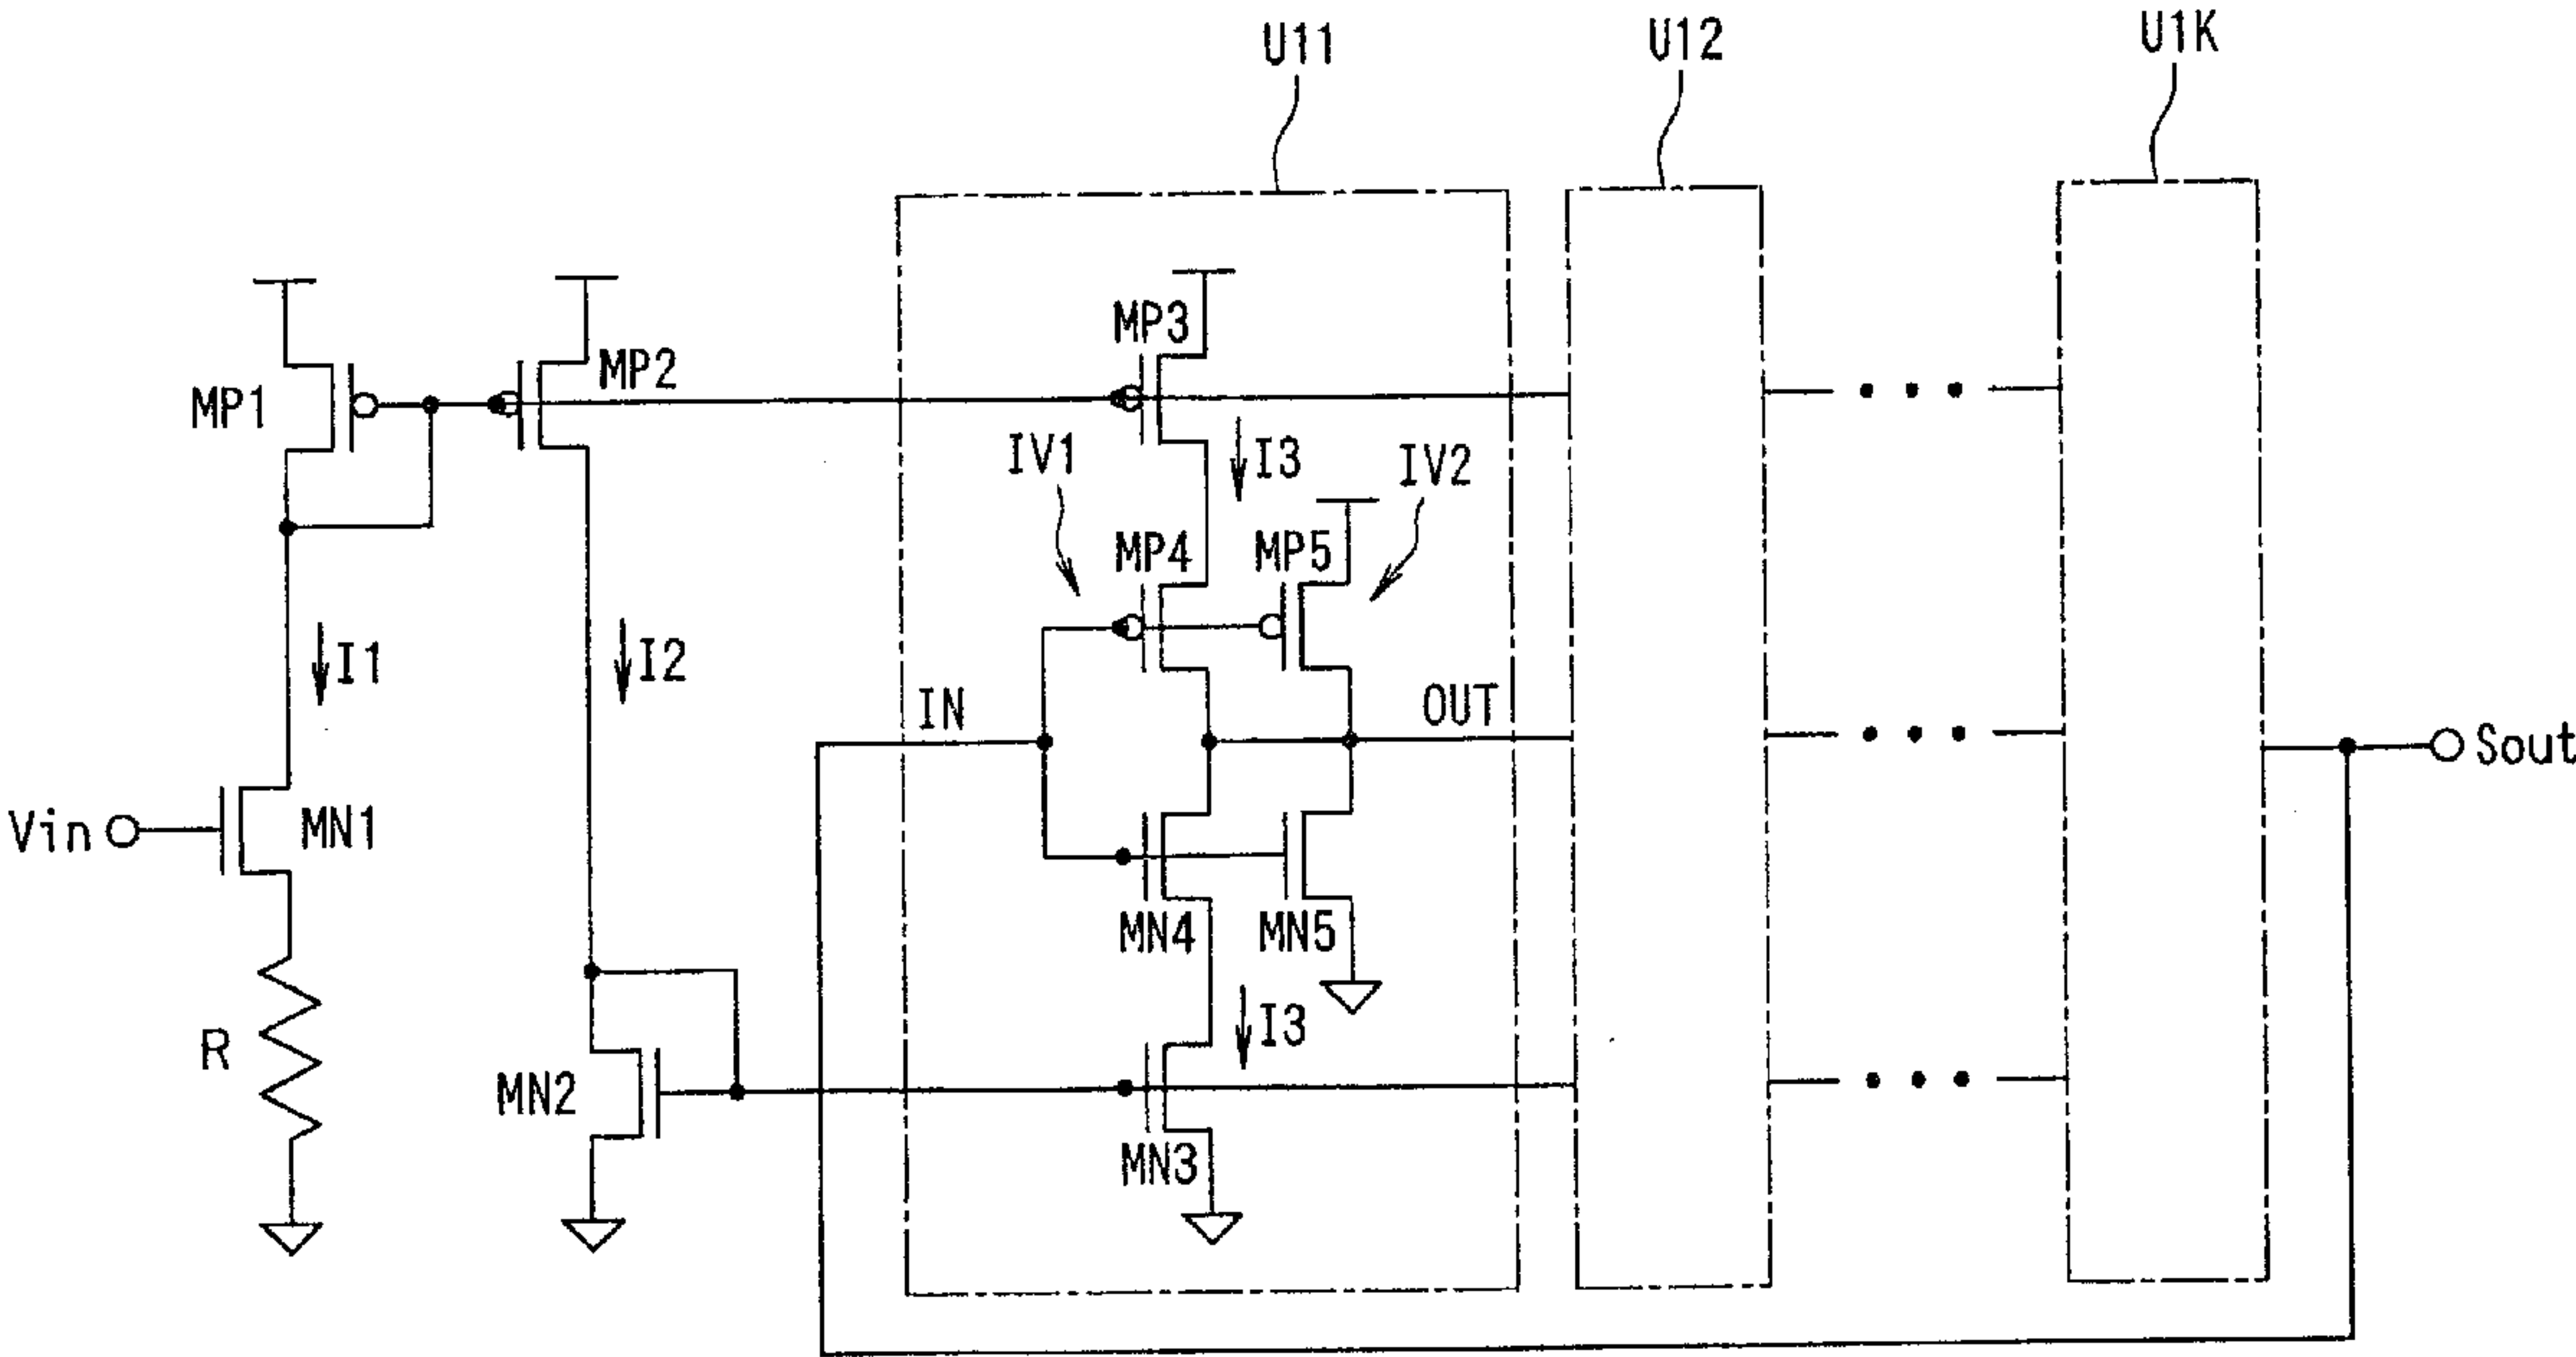 U11
U12
U1K
MP3
MP1
MP2
IV1
I3
IV2
MP4
MP5
I1
I2
IN
OUT
Sout
Vin
MN1
MN4
MN5
R
I3
MN2
MN3